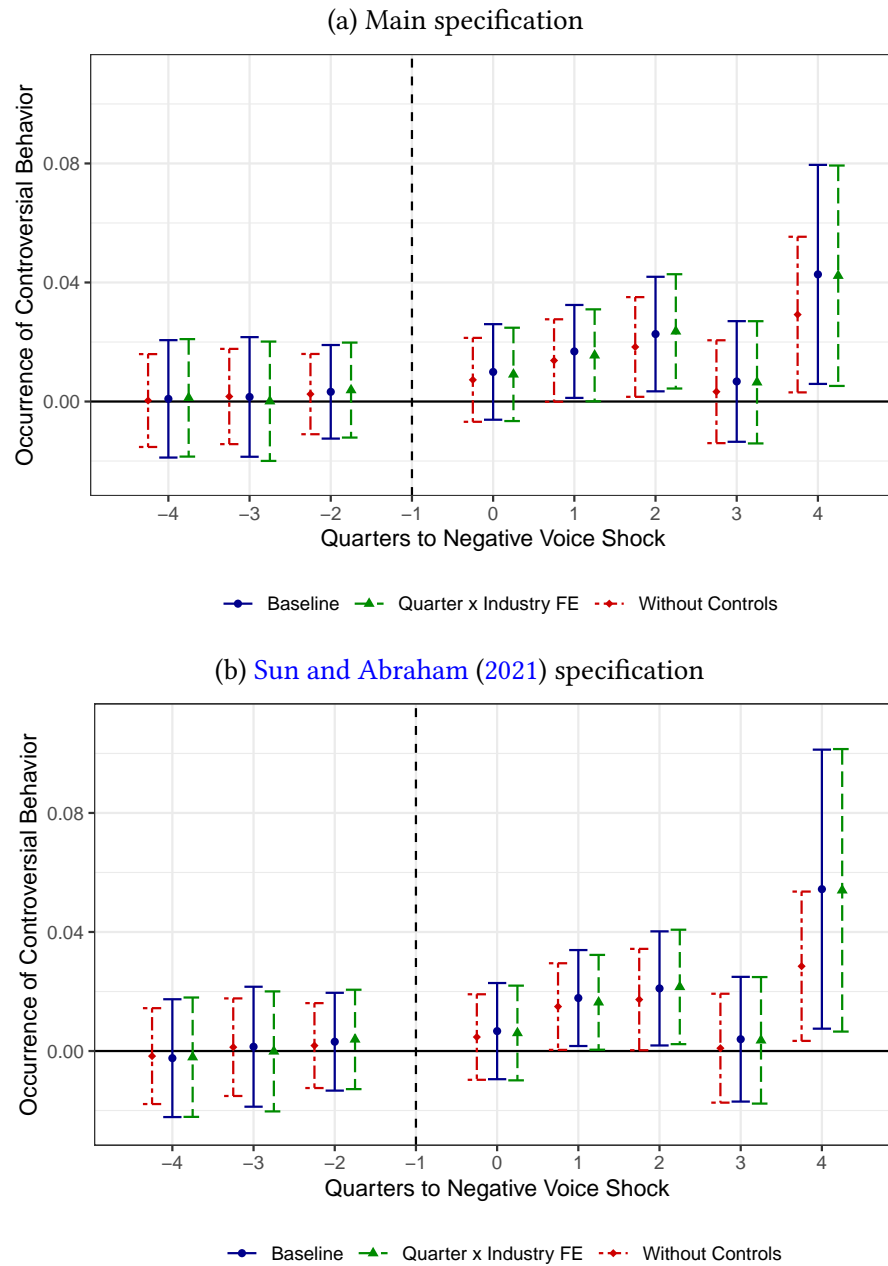 (a) Main specification
Occurrence of Controversial Behavior
0.08
0.04
0.00
−4 −3 −2 −1 0 1 2 3 4
Quarters to Negative Voice Shock
Baseline Quarter x Industry FE Without Controls
(b) Sun and Abraham (2021) specification
Occurrence of Controversial Behavior
0.08
0.04
0.00
−4 −3 −2 −1 0 1 2 3 4
Quarters to Negative Voice Shock
Baseline Quarter x Industry FE Without Controls